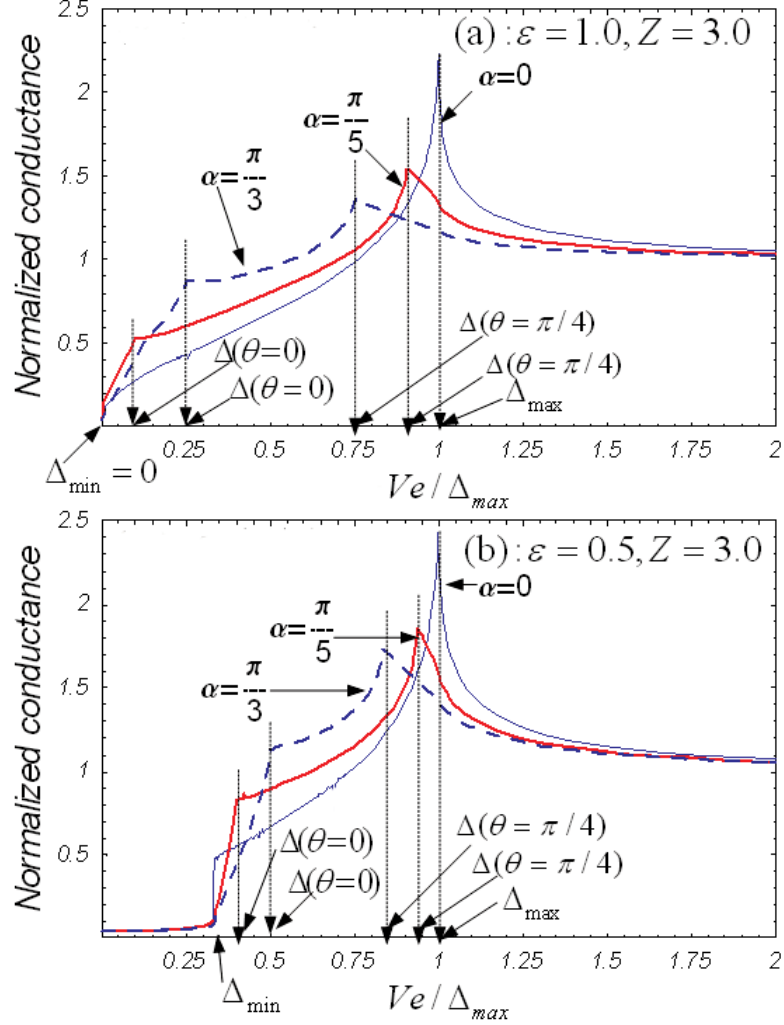 2.5
(a) : ε = 1.0, Z = 3.0
2
α=0
α= π/5
1.5
α= π/3
1
Normalized conductance
0.5
Δ(θ=0)
Δ(θ = π/4)
Δ(θ=0)
Δ(θ = π/4)
Δmax
0.25 0.5 0.75 1 1.25 1.5 1.75 2
Δmin = 0
Ve / Δmax
2.5
(b) : ε = 0.5, Z = 3.0
α=0
2
α= π/5
α= π/3
1.5
1
Normalized conductance
0.5
Δ(θ=0)
Δ(θ = π/4)
Δ(θ=0)
Δ(θ = π/4)
Δmax
0.25 0.5 0.75 1 1.25 1.5 1.75 2
Δmin
Ve / Δmax